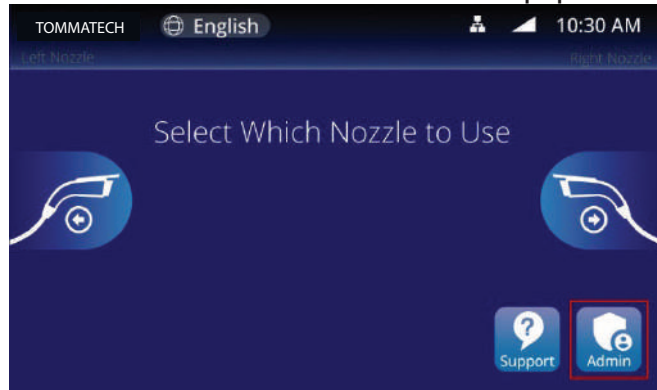 TOMMATECH English 10:30 AM
Left Nozzle Right Nozzle
Select Which Nozzle to Use
?
Support Admin